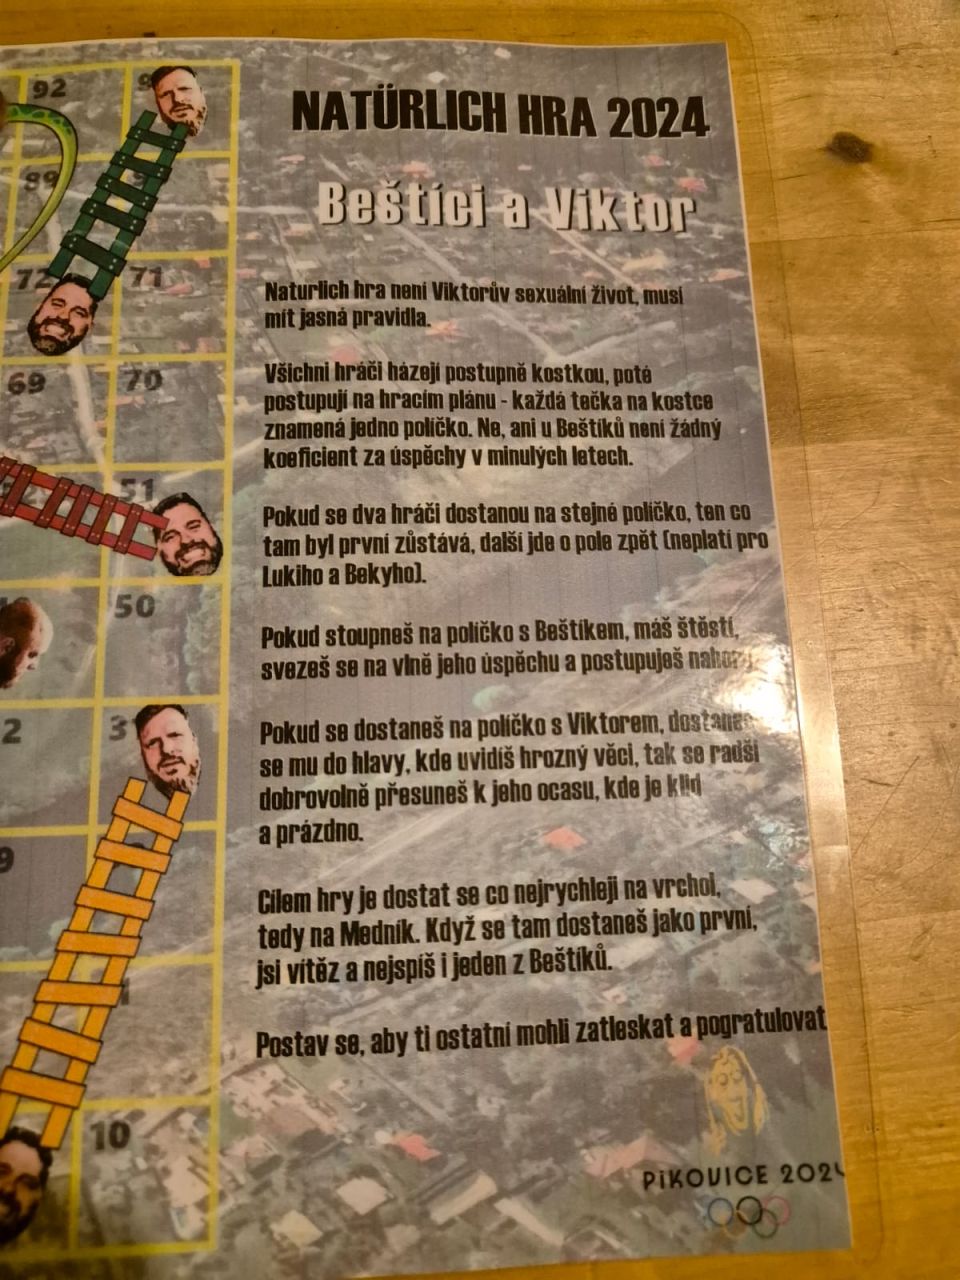 92
NATÜRLICH HRA 2024
Beštíci a Viktor
89
72
71
Naturlich hra není Viktorův sexuální život, musí
mít jasná pravidla.
Všichni hráči házejí postupně kostkou, poté
postupují na hracím plánu - každá tečka na kostce
znamená jedno políčko. Ne, ani u Beštíků není žádný
koeficient za úspěchy v minulých letech.
69
70
51
Pokud se dva hráči dostanou na stejné políčko, ten co
tam byl první zůstává, další jde o pole zpět (neplatí pro
Lukiho a Bekyho).
50
Pokud stoupneš na políčko s Beštíkem, máš štěstí,
svezeš se na vlně jeho úspěchu a postupuješ
Pokud se dostaneš na políčko s Viktorem, dostaneš
se mu do hlavy, kde uvidíš hrozný věci, tak se radši
dobrovolně přesuneš k jeho ocasu, kde je klid
a prázdno.
Cílem hry je dostat se co nejrychleji na vrchol,
tedy na Medník. Když se tam dostaneš jako první,
jsi vítěz a nejspíš i jeden z Beštíků.
Postav se, aby ti ostatní mohli zatleskat a pogratulovat
10
PiKOVICE 2024